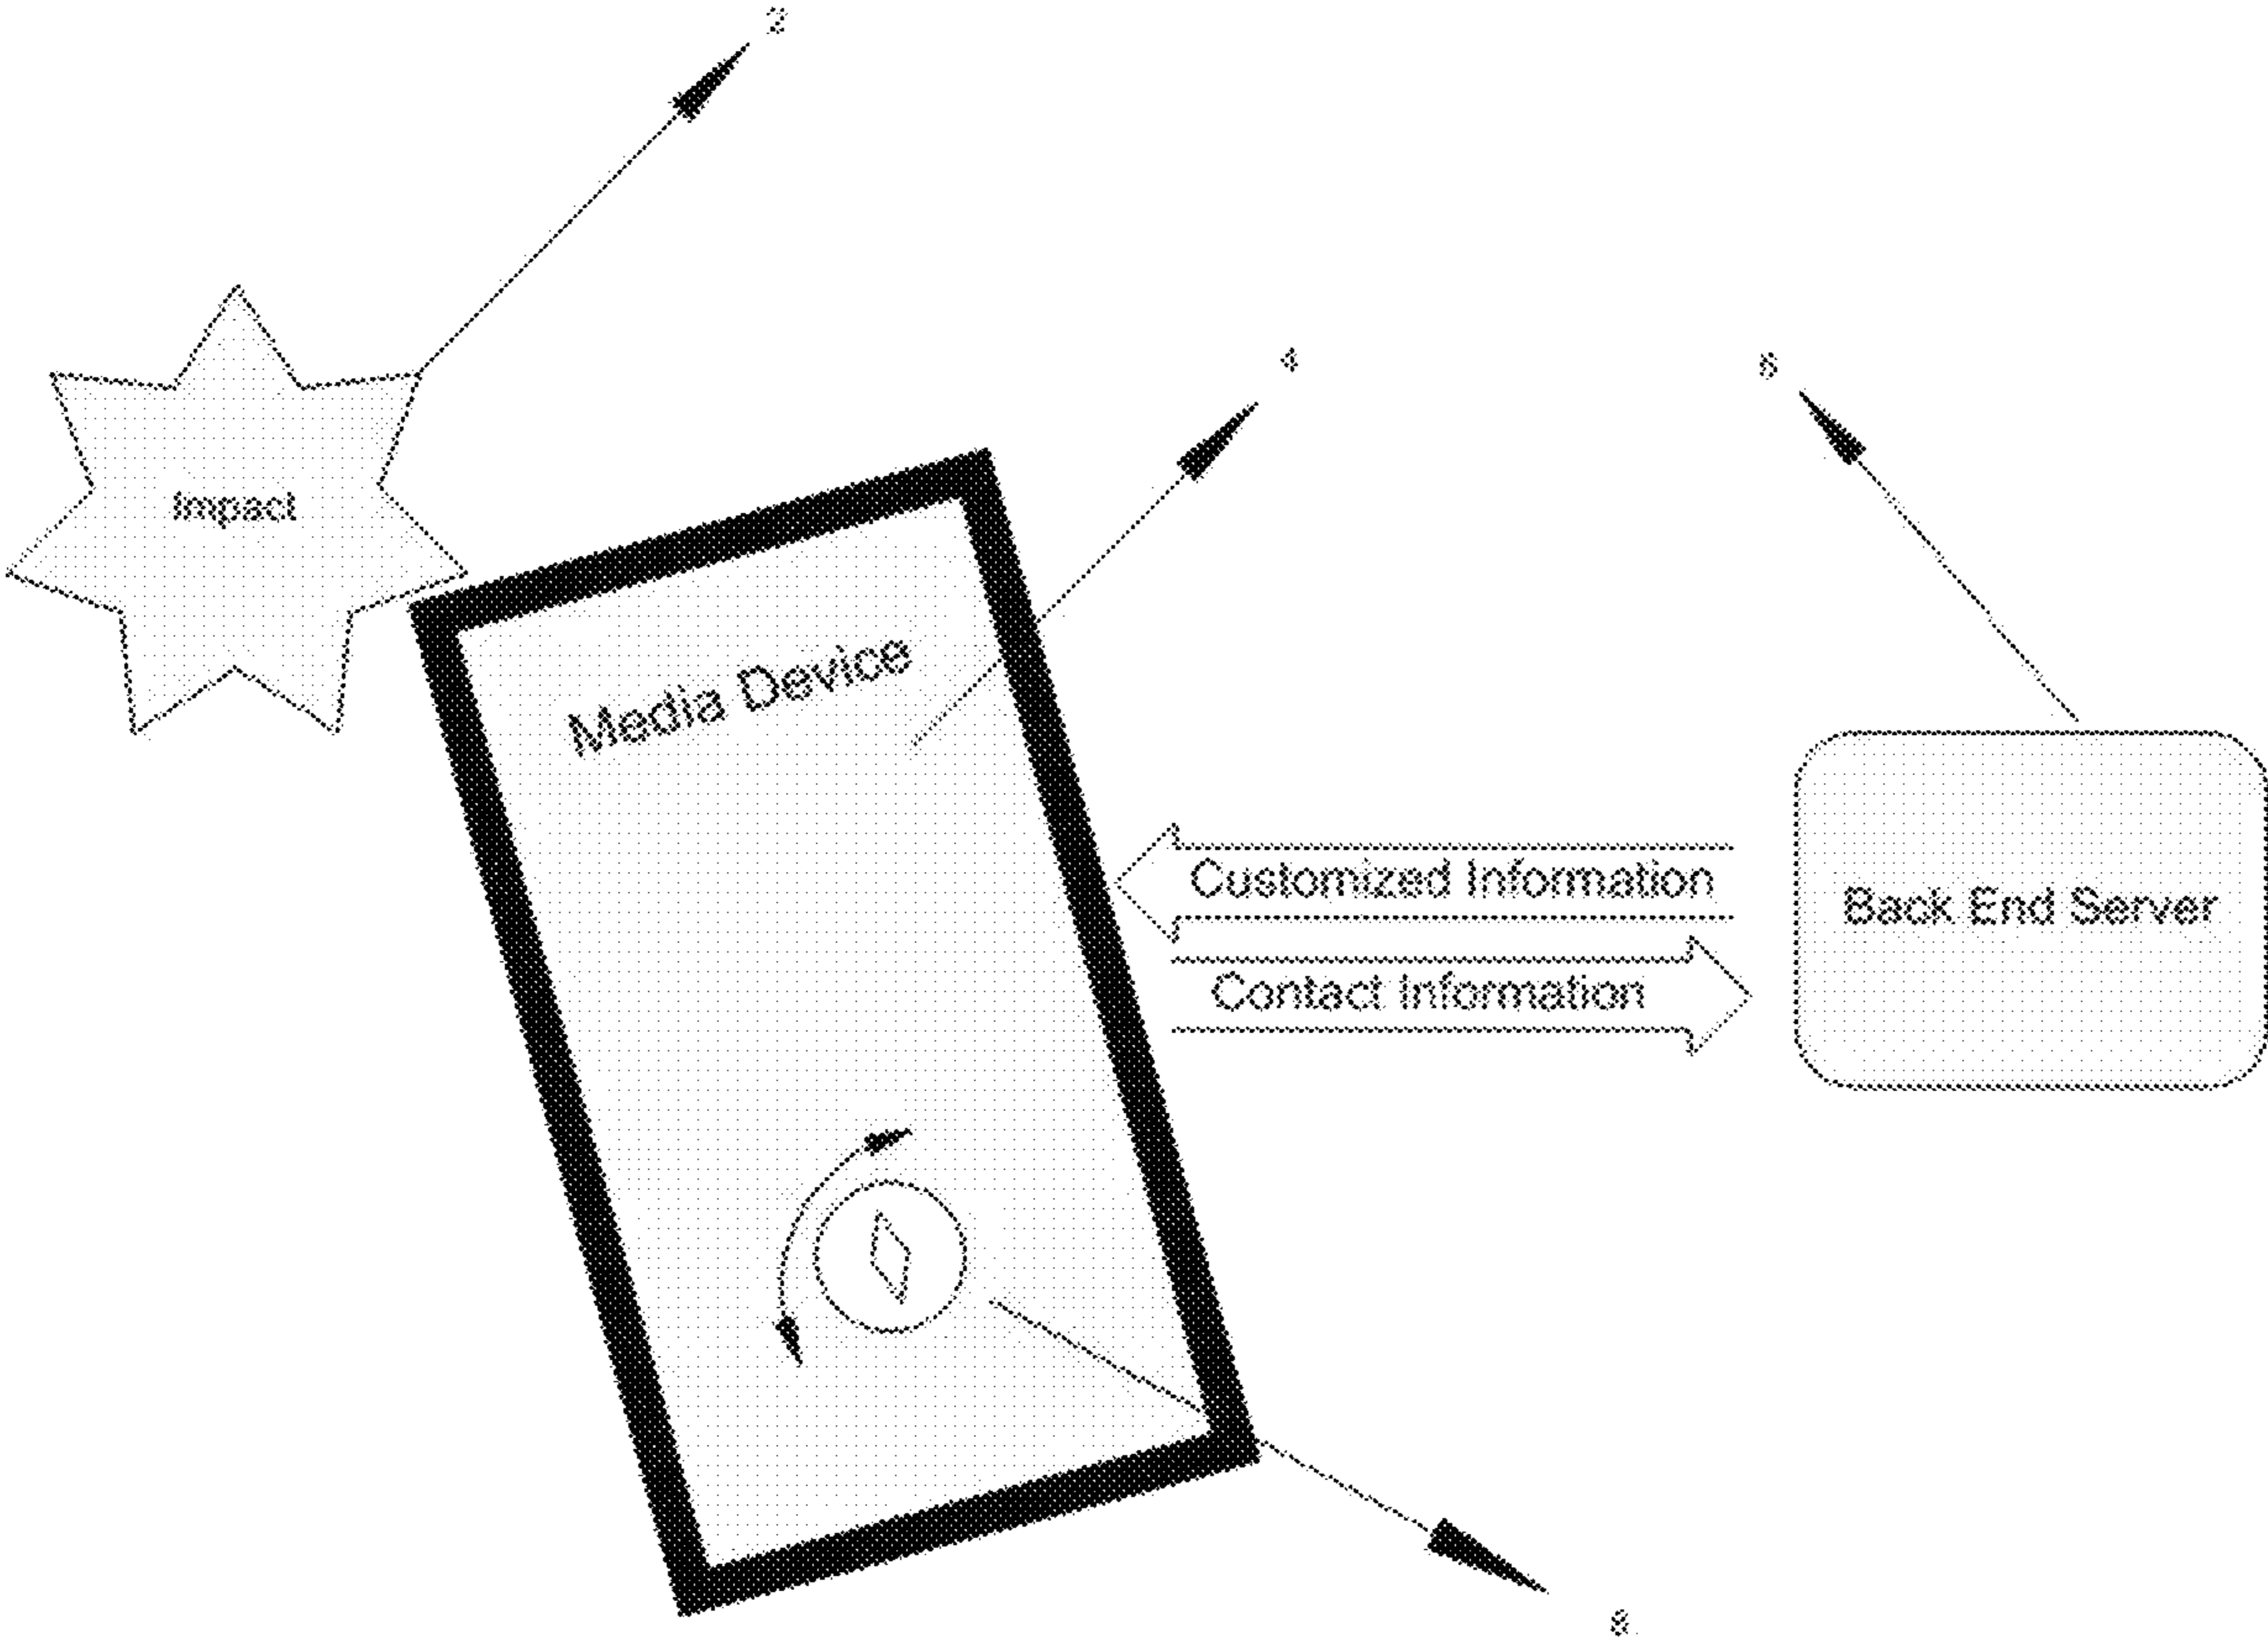 2
4
6
Impact
Media Device
Customized Information
Back End Server
Contact Information
8